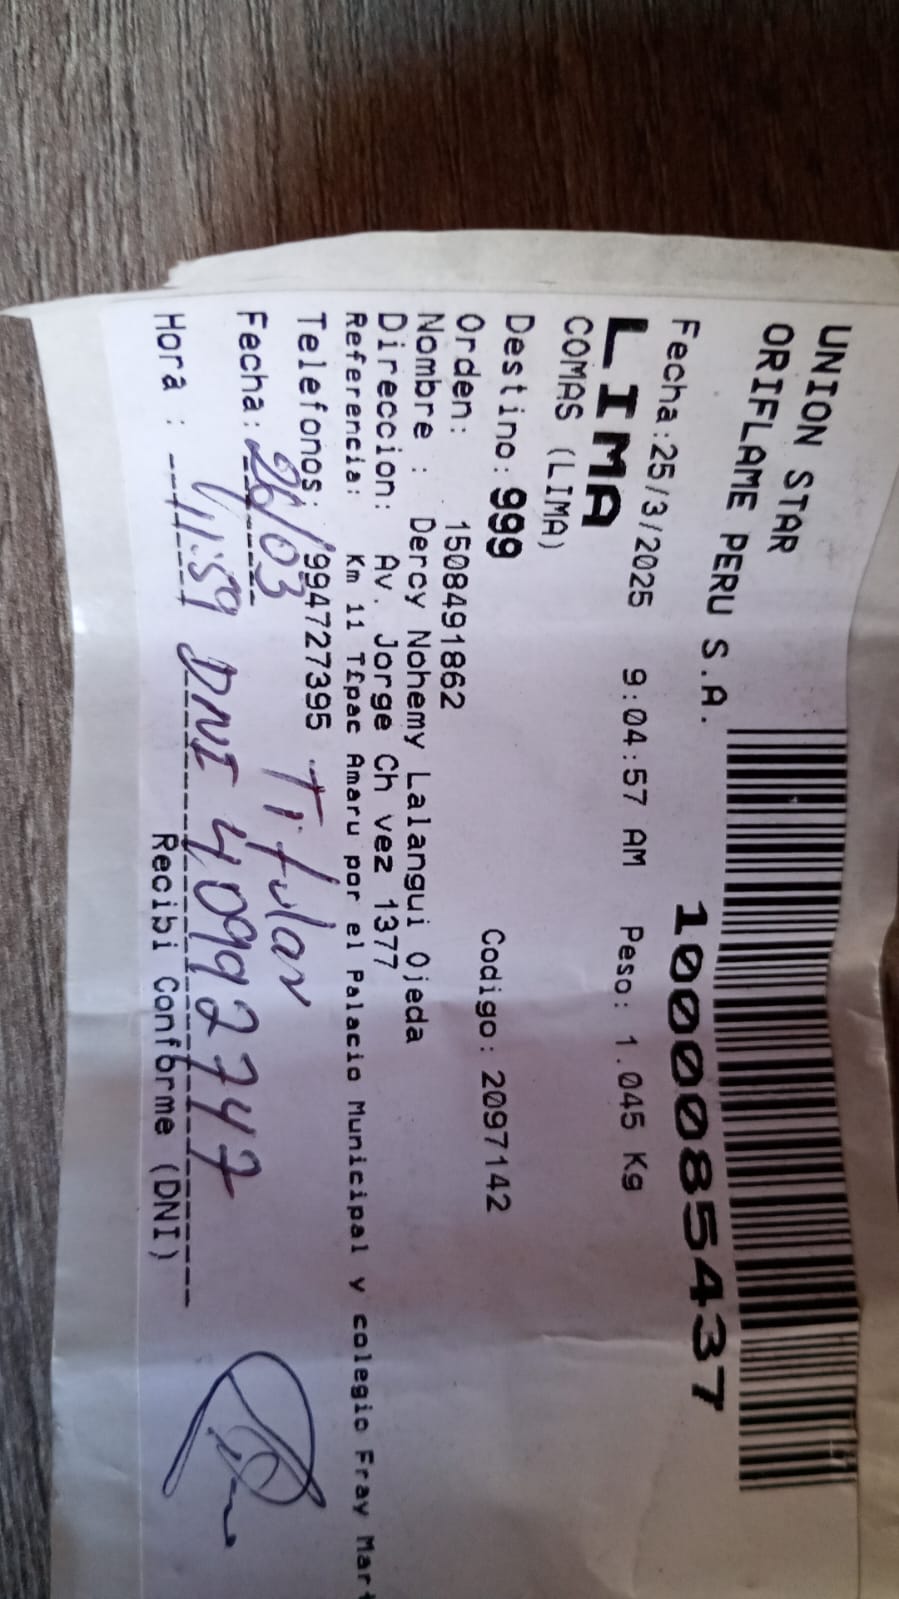 UNION STAR
ORIFLAME PERU S.A.
1000085437
Fecha:25/3/2025 9:04:57 AM Peso: 1.045 Kg
LIMA
COMAS (LIMA)
Destino: 999
Codigo: 2097142
Orden: 1508491862
Nombre : Dercy Nohemy Lalangui Ojeda
Direccion: Av. Jorge Ch vez 1377
Referencia: Km 11 T£pac Amaru por el Palacio Municipal y colegio Fray Mart
Telefonos: 994727395 Titular
Fecha: 26/03
Hora : 11:59 DNI 40992747
Recibi Conforme (DNI)